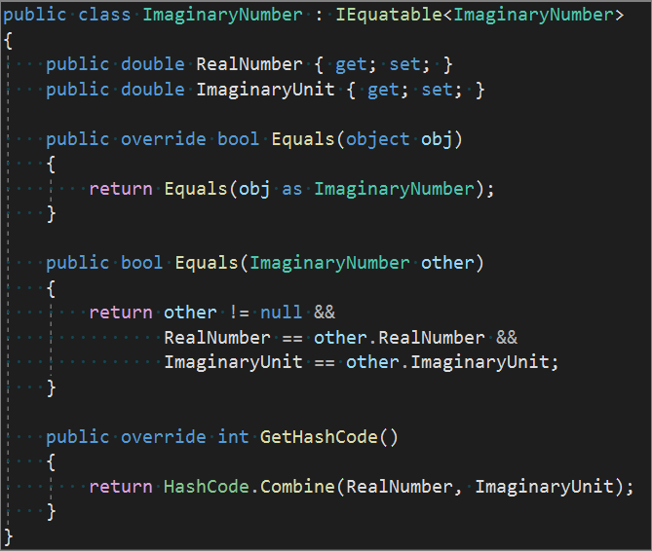 public class ImaginaryNumber : IEquatable<ImaginaryNumber>
{
    public double RealNumber { get; set; }
    public double ImaginaryUnit { get; set; }

    public override bool Equals(object obj)
    {
        return Equals(obj as ImaginaryNumber);
    }

    public bool Equals(ImaginaryNumber other)
    {
        return other != null &&
               RealNumber == other.RealNumber &&
               ImaginaryUnit == other.ImaginaryUnit;
    }

    public override int GetHashCode()
    {
        return HashCode.Combine(RealNumber, ImaginaryUnit);
    }
}